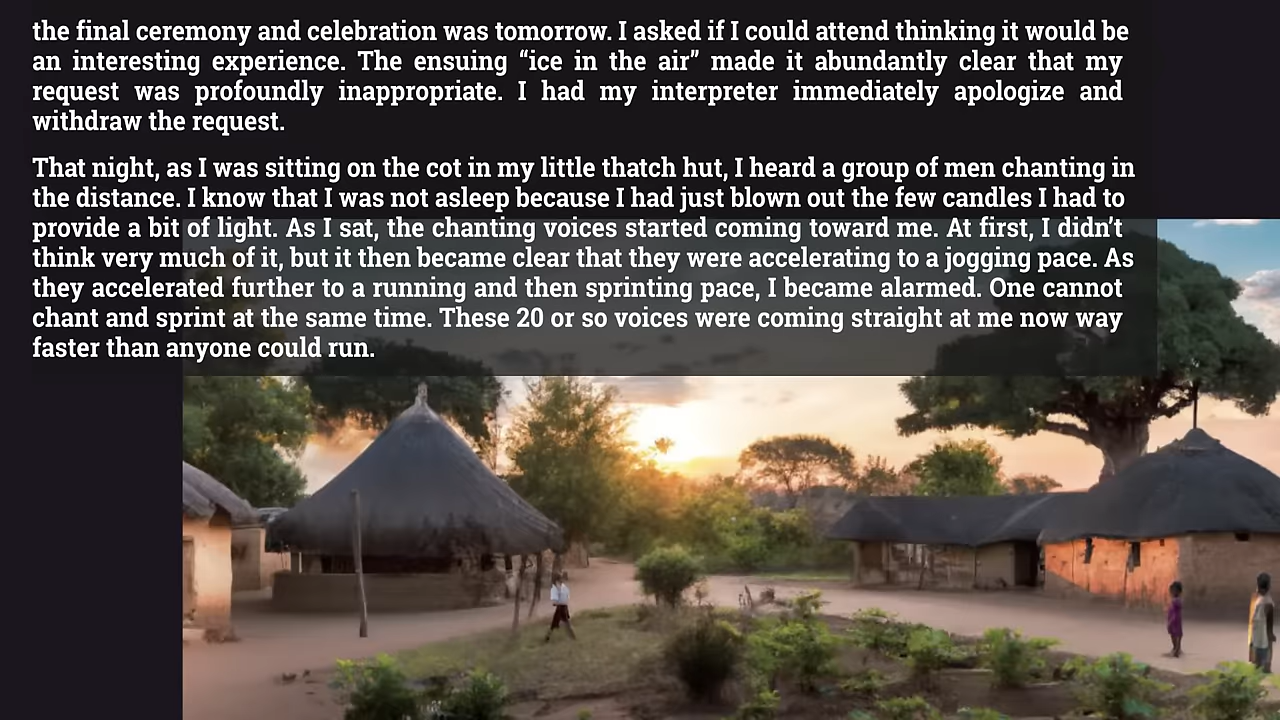 the final ceremony and celebration was tomorrow. I asked if I could attend thinking it would be
an interesting experience. The ensuing “ice in the air” made it abundantly clear that my
request was profoundly inappropriate. I had my interpreter immediately apologize and
withdraw the request.
That night, as I was sitting on the cot in my little thatch hut, I heard a group of men chanting in
the distance. I know that I was not asleep because I had just blown out the few candles I had to
provide a bit of light. As I sat, the chanting voices started coming toward me. At first, I didn’t
think very much of it, but it then became clear that they were accelerating to a jogging pace. As
they accelerated further to a running and then sprinting pace, I became alarmed. One cannot
chant and sprint at the same time. These 20 or so voices were coming straight at me now way
faster than anyone could run.